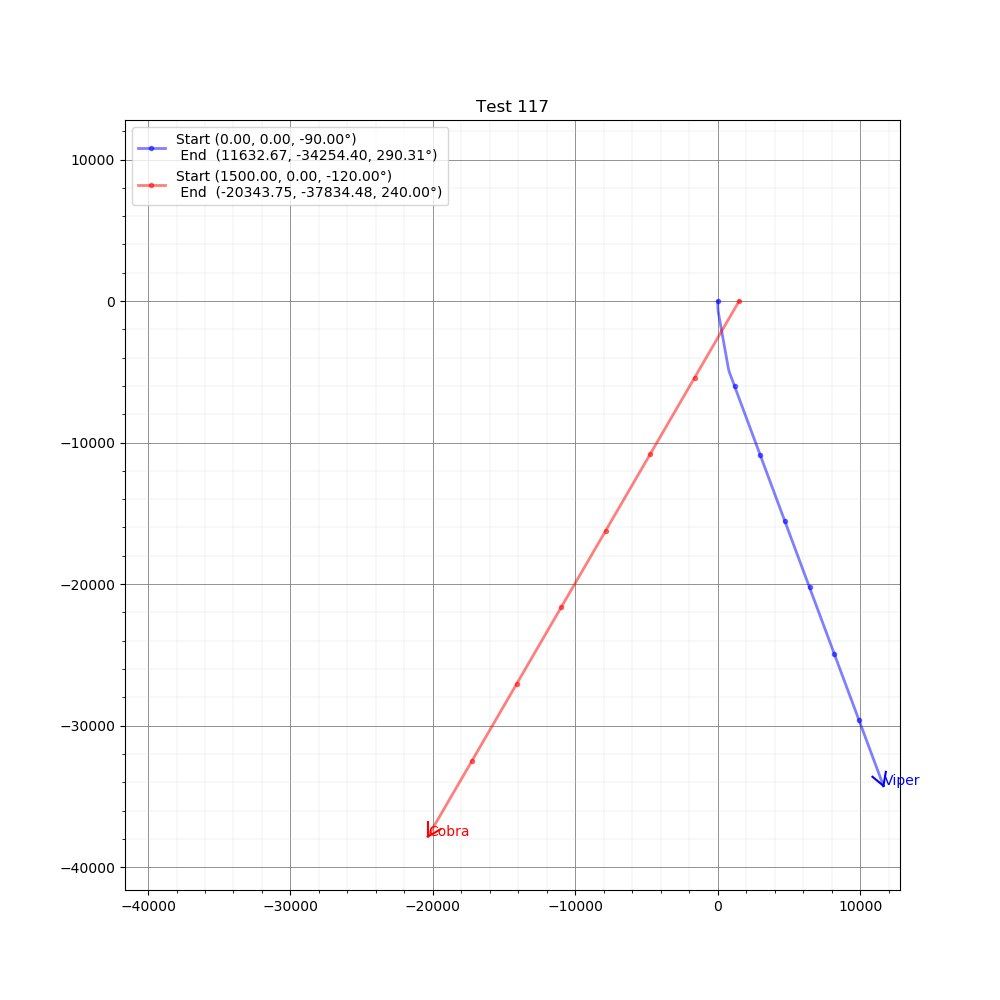 Test 117
Start (0.00, 0.00, -90.00°)
End  (11632.67, -34254.40, 290.31°)
Start (1500.00, 0.00, -120.00°)
End  (-20343.75, -37834.48, 240.00°)
10000
0
−10000
−20000
−30000
−40000
Viper
Cobra
−40000
−30000
−20000
−10000
0
10000